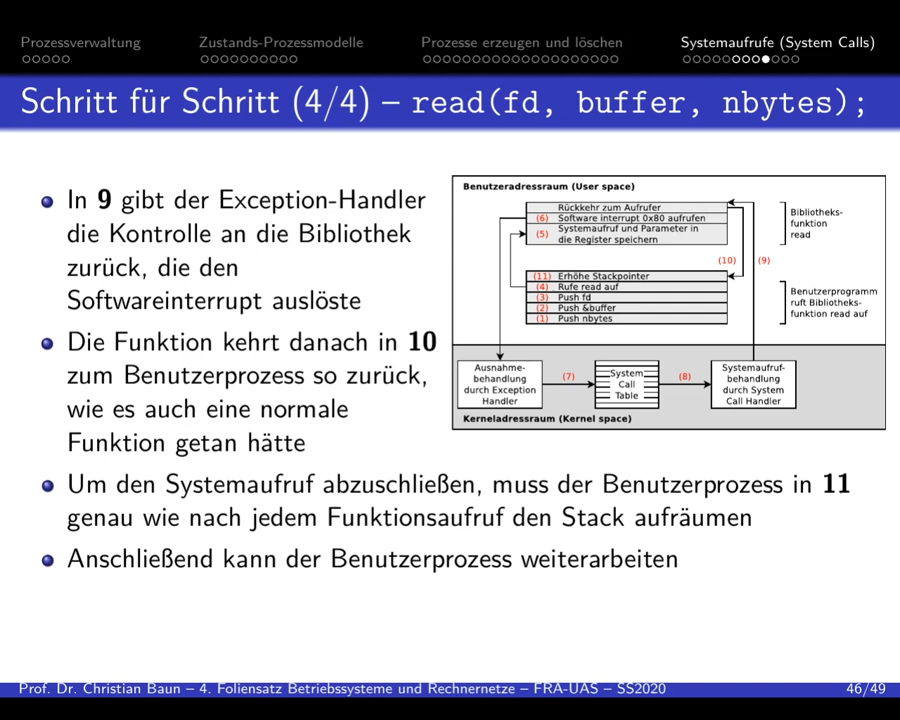 Prozessverwaltung
Zustands-Prozessmodelle
Prozesse erzeugen und löschen
Systemaufrufe (System Calls)
Schritt für Schritt (4/4) – read(fd, buffer, nbytes);
In 9 gibt der Exception-Handler
die Kontrolle an die Bibliothek
zurück, die den
Softwareinterrupt auslöste
Die Funktion kehrt danach in 10
zum Benutzerprozess so zurück,
wie es auch eine normale
Funktion getan hätte
Um den Systemaufruf abzuschließen, muss der Benutzerprozess in 11
genau wie nach jedem Funktionsaufruf den Stack aufräumen
Anschließend kann der Benutzerprozess weiterarbeiten
Benutzeradressraum (User space)
Rückkehr zum Aufrufer
(6) Software interrupt 0x80 aufrufen
(5) Systemaufruf und Parameter in
die Register speichern
Bibliotheks-
funktion
read
(10)
(9)
(11) Erhöhe Stackpointer
(4) Rufe read auf
(3) Push fd
(2) Push &buffer
(1) Push nbytes
Benutzerprogramm
ruft Bibliotheks-
funktion read auf
Ausnahme-
behandlung
durch Exception
Handler
(7)
System
Call
Table
(8)
Systemaufruf-
behandlung
durch System
Call Handler
Kerneladressraum (Kernel space)
Prof. Dr. Christian Baun – 4. Foliensatz Betriebssysteme und Rechnernetze – FRA-UAS – SS2020
46/49